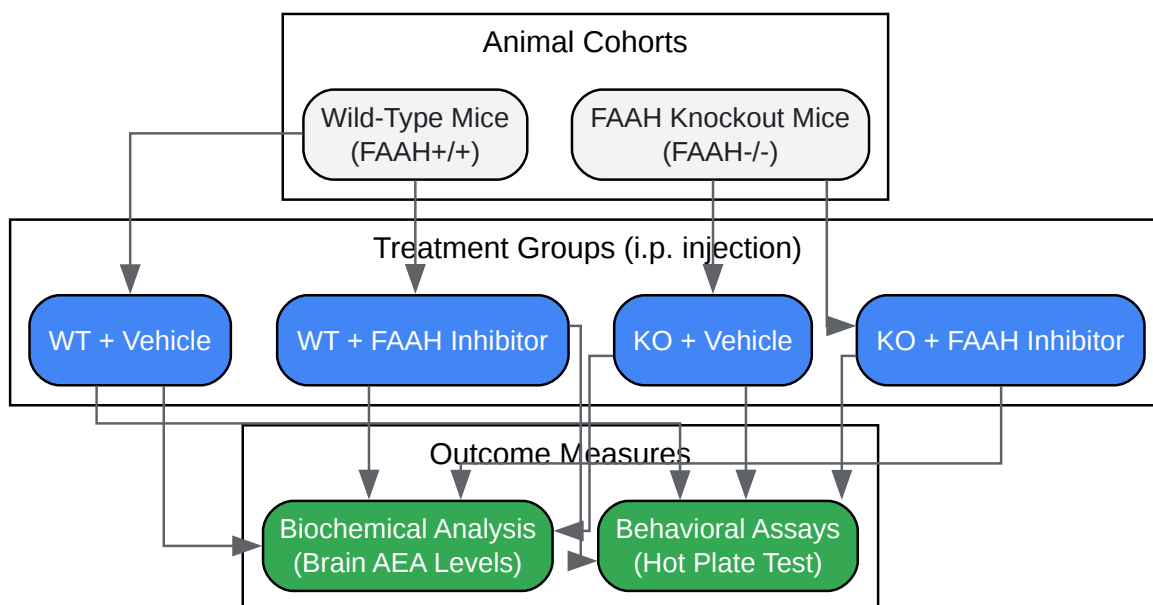 Animal Cohorts
Wild-Type Mice
(FAAH+/+)
FAAH Knockout Mice
(FAAH-/-)
Treatment Groups (i.p. injection)
WT + Vehicle
WT + FAAH Inhibitor
KO + Vehicle
KO + FAAH Inhibitor
Outcome Measures
Biochemical Analysis
(Brain AEA Levels)
Behavioral Assays
(Hot Plate Test)